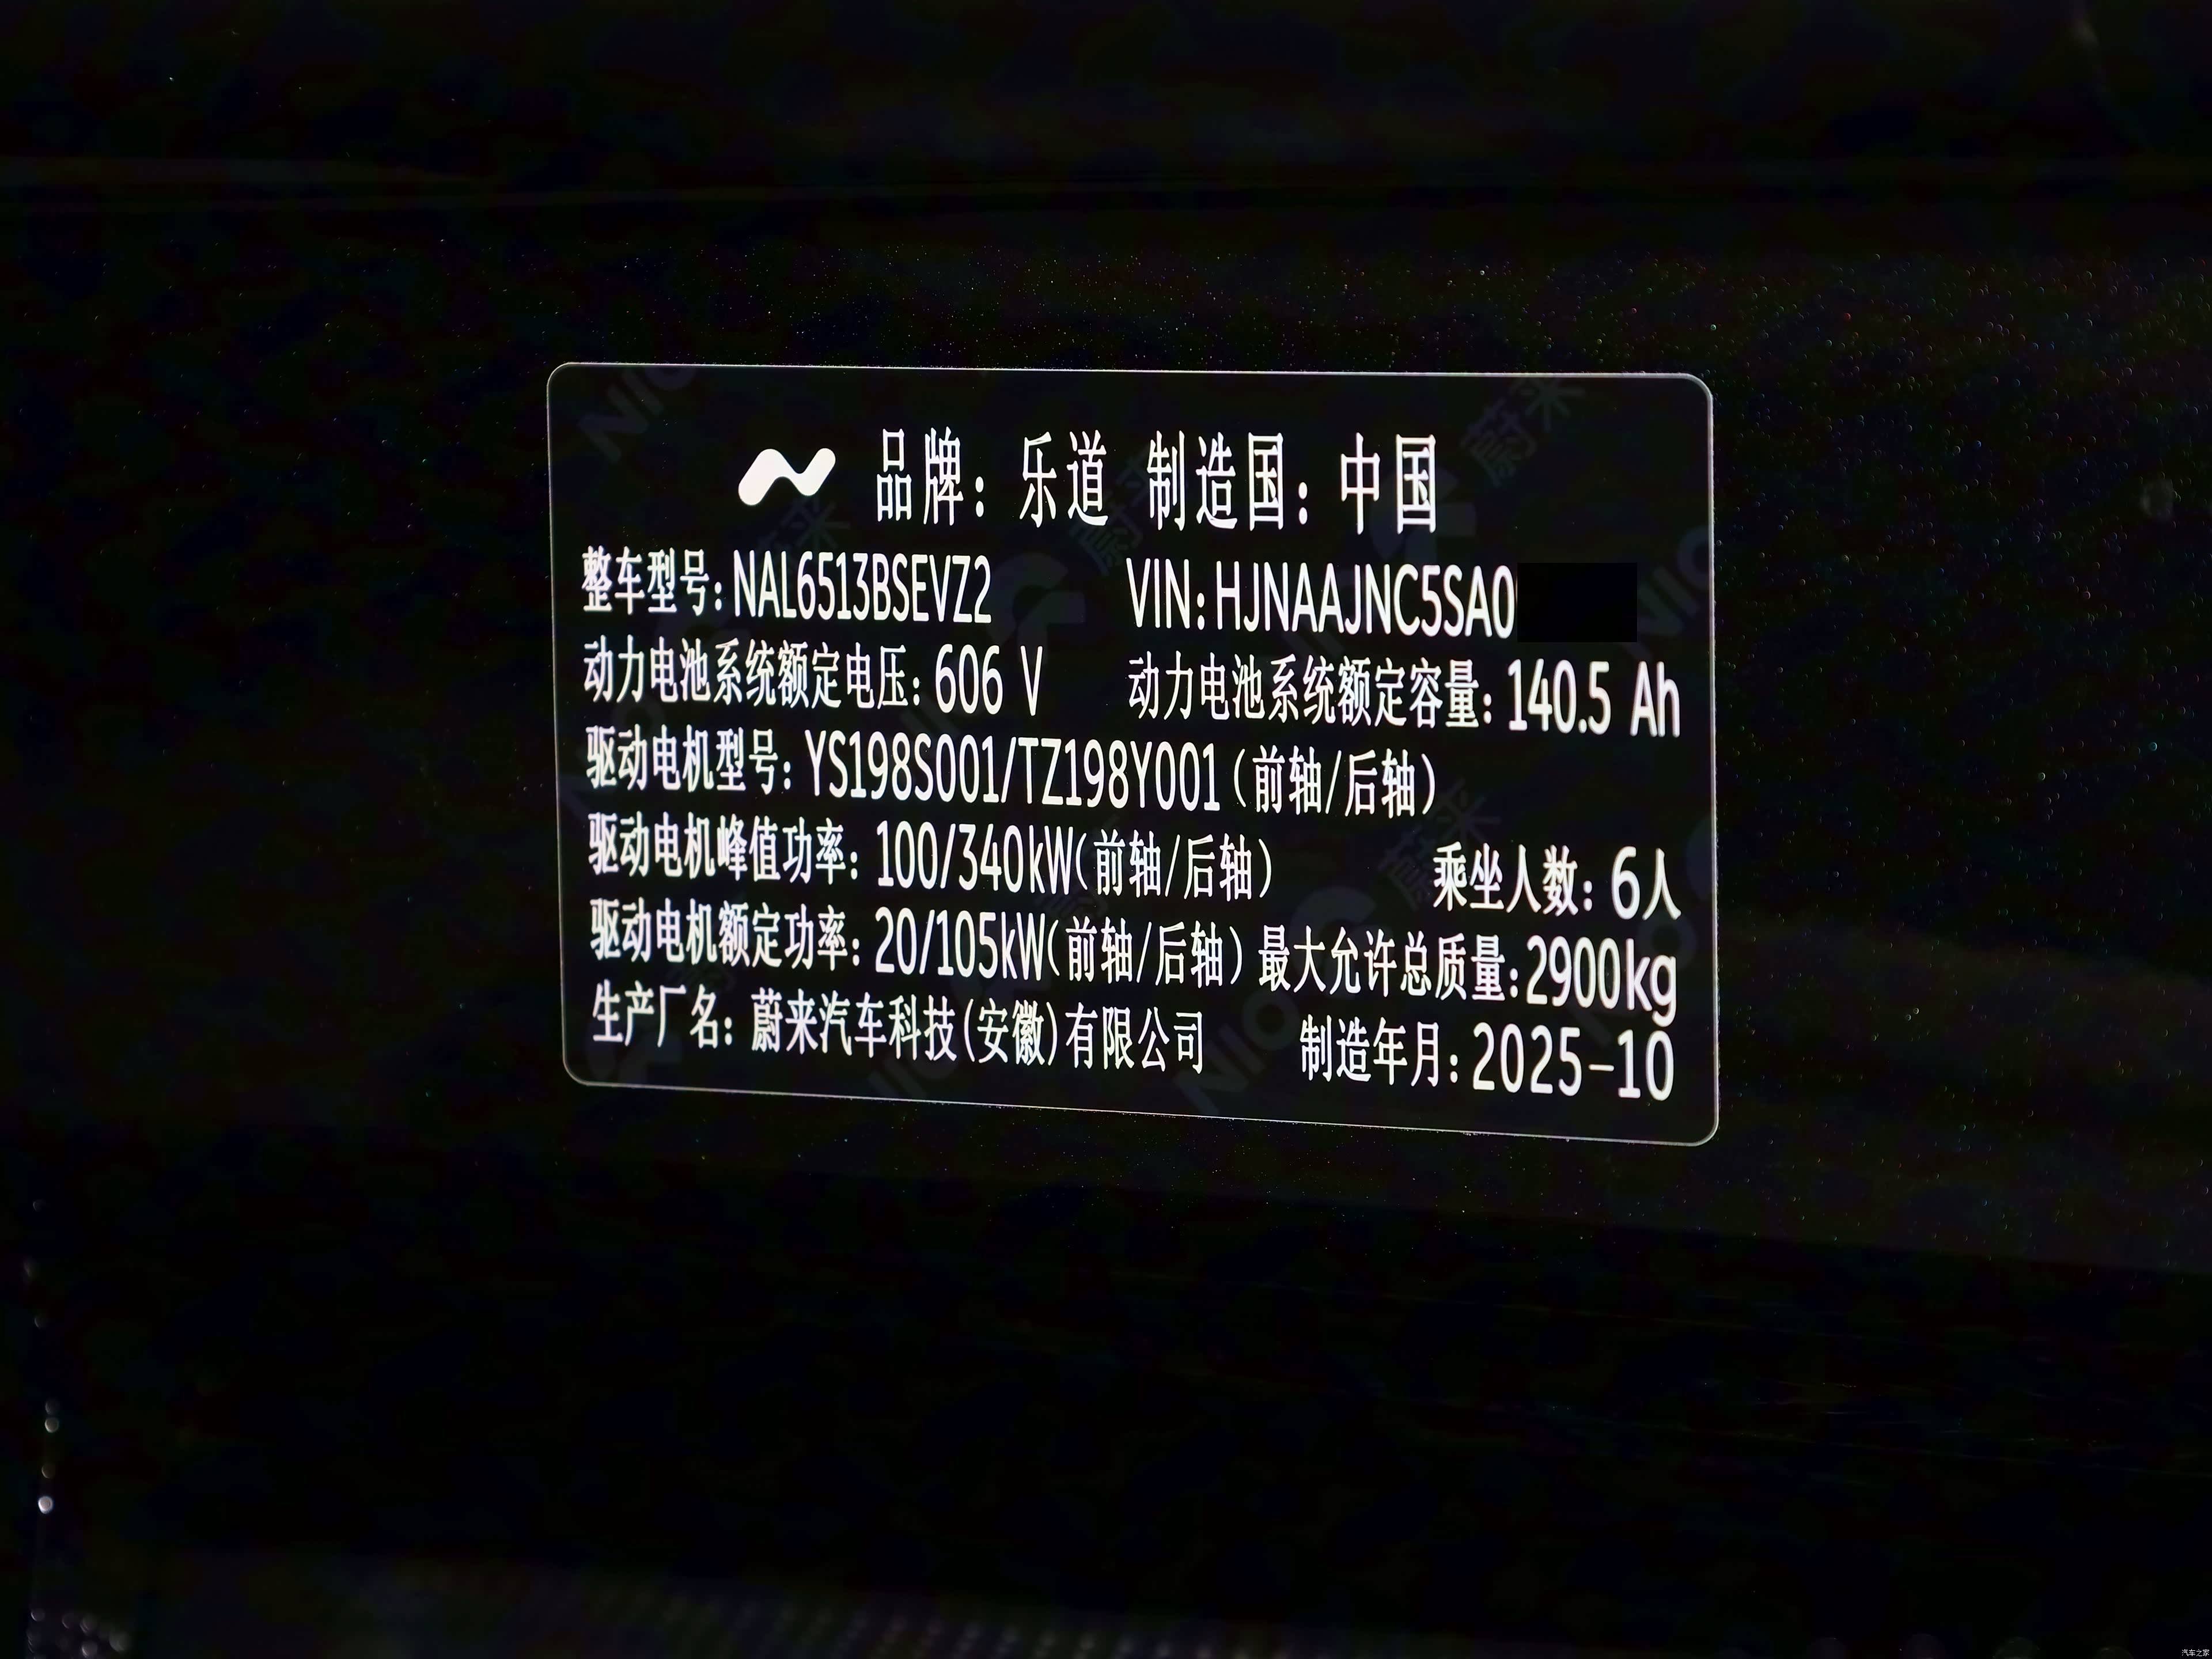 品牌：乐道 制造国：中国
整车型号：NAL6513BSEVZ2 VIN：HJNAAJNC5SA0
动力电池系统额定电压：606 V 动力电池系统额定容量：140.5 Ah
驱动电机型号：YS198S001/TZ198Y001（前轴/后轴）
驱动电机峰值功率：100/340kW(前轴/后轴) 乘坐人数：6人
驱动电机额定功率：20/105kW(前轴/后轴) 最大允许总质量：2900kg
生产厂名：蔚来汽车科技(安徽)有限公司 制造年月：2025-10
汽车之家